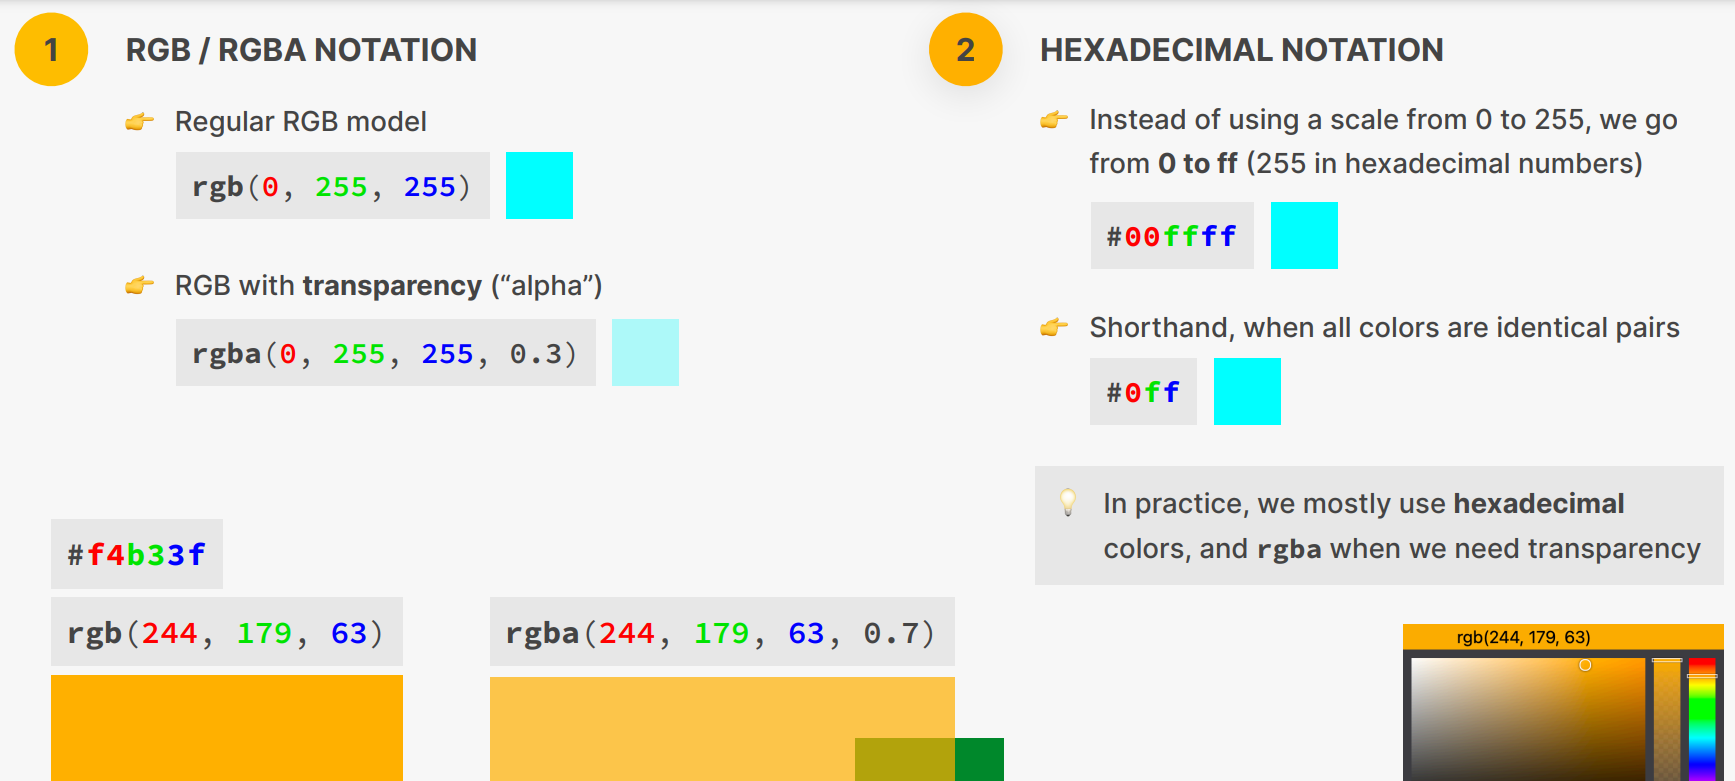 1
RGB / RGBA NOTATION
Regular RGB model
rgb(0, 255, 255)
RGB with transparency (“alpha”)
rgba(0, 255, 255, 0.3)
#f4b33f
rgb(244, 179, 63)
rgba(244, 179, 63, 0.7)
2
HEXADECIMAL NOTATION
Instead of using a scale from 0 to 255, we go
from 0 to ff (255 in hexadecimal numbers)
#00ffff
Shorthand, when all colors are identical pairs
#0ff
In practice, we mostly use hexadecimal
colors, and rgba when we need transparency
rgb(244, 179, 63)